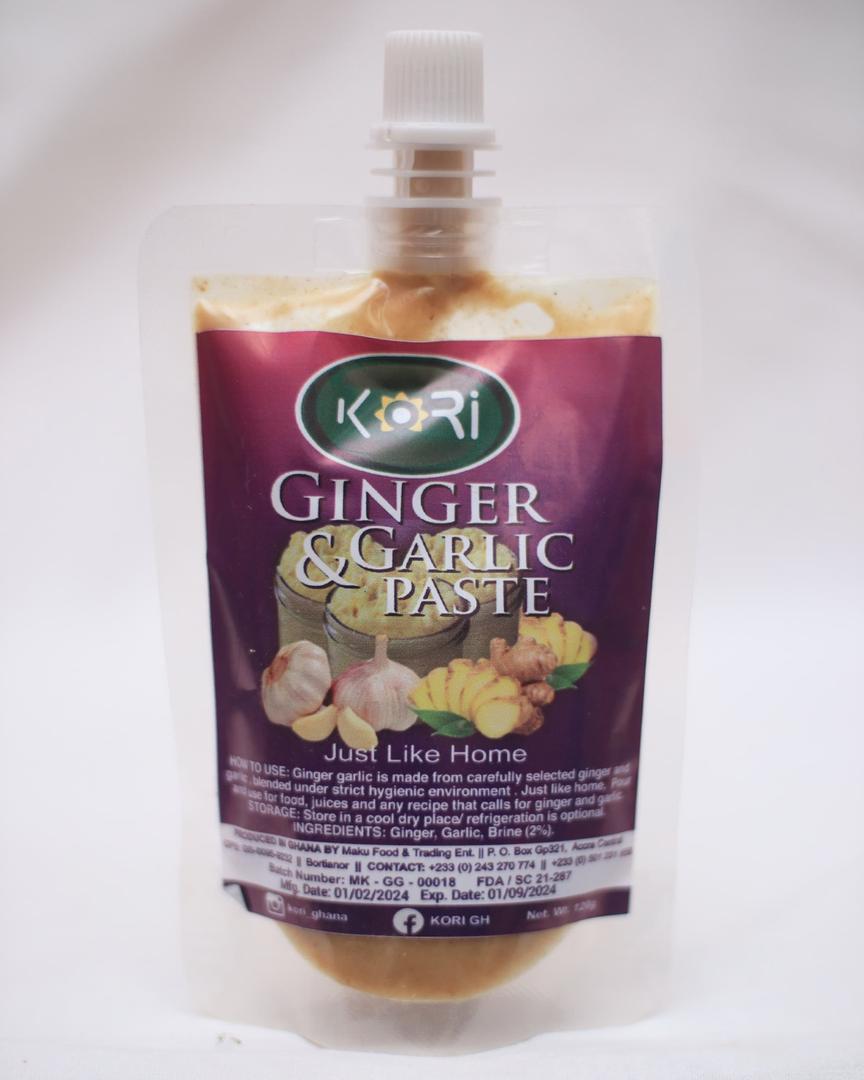 KORI
GINGER
& GARLIC
PASTE
Just Like Home
HOW TO USE: Ginger garlic is made from carefully selected ginger and
garlic , blended under strict hygienic environment . Just like home, Pour
and use for food, juices and any recipe that calls for ginger and garlic.
STORAGE: Store in a cool dry place/ refrigeration is optional.
INGREDIENTS: Ginger, Garlic, Brine (2%).
PRODUCED IN GHANA BY Maku Food & Trading Ent. || P. O. Box Gp321, Accra Central
|| Bortianor || CONTACT: +233 (0) 243 270 774 || +233 (0)
Batch Number: MK - GG - 00018 FDA / SC 21-287
Mfg. Date: 01/02/2024 Exp. Date: 01/09/2024
kori_ghana KORI GH Net. Wt.